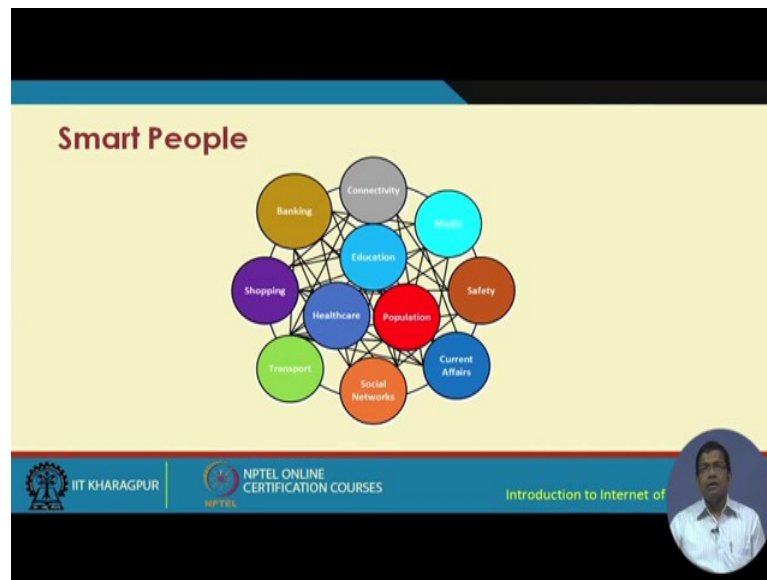 Smart People
Connectivity
Banking
Media
Education
Shopping
Safety
Healthcare
Population
Transport
Current
Affairs
Social
Networks
IIT KHARAGPUR
NPTEL
NPTEL ONLINE
CERTIFICATION COURSES
Introduction to Internet of